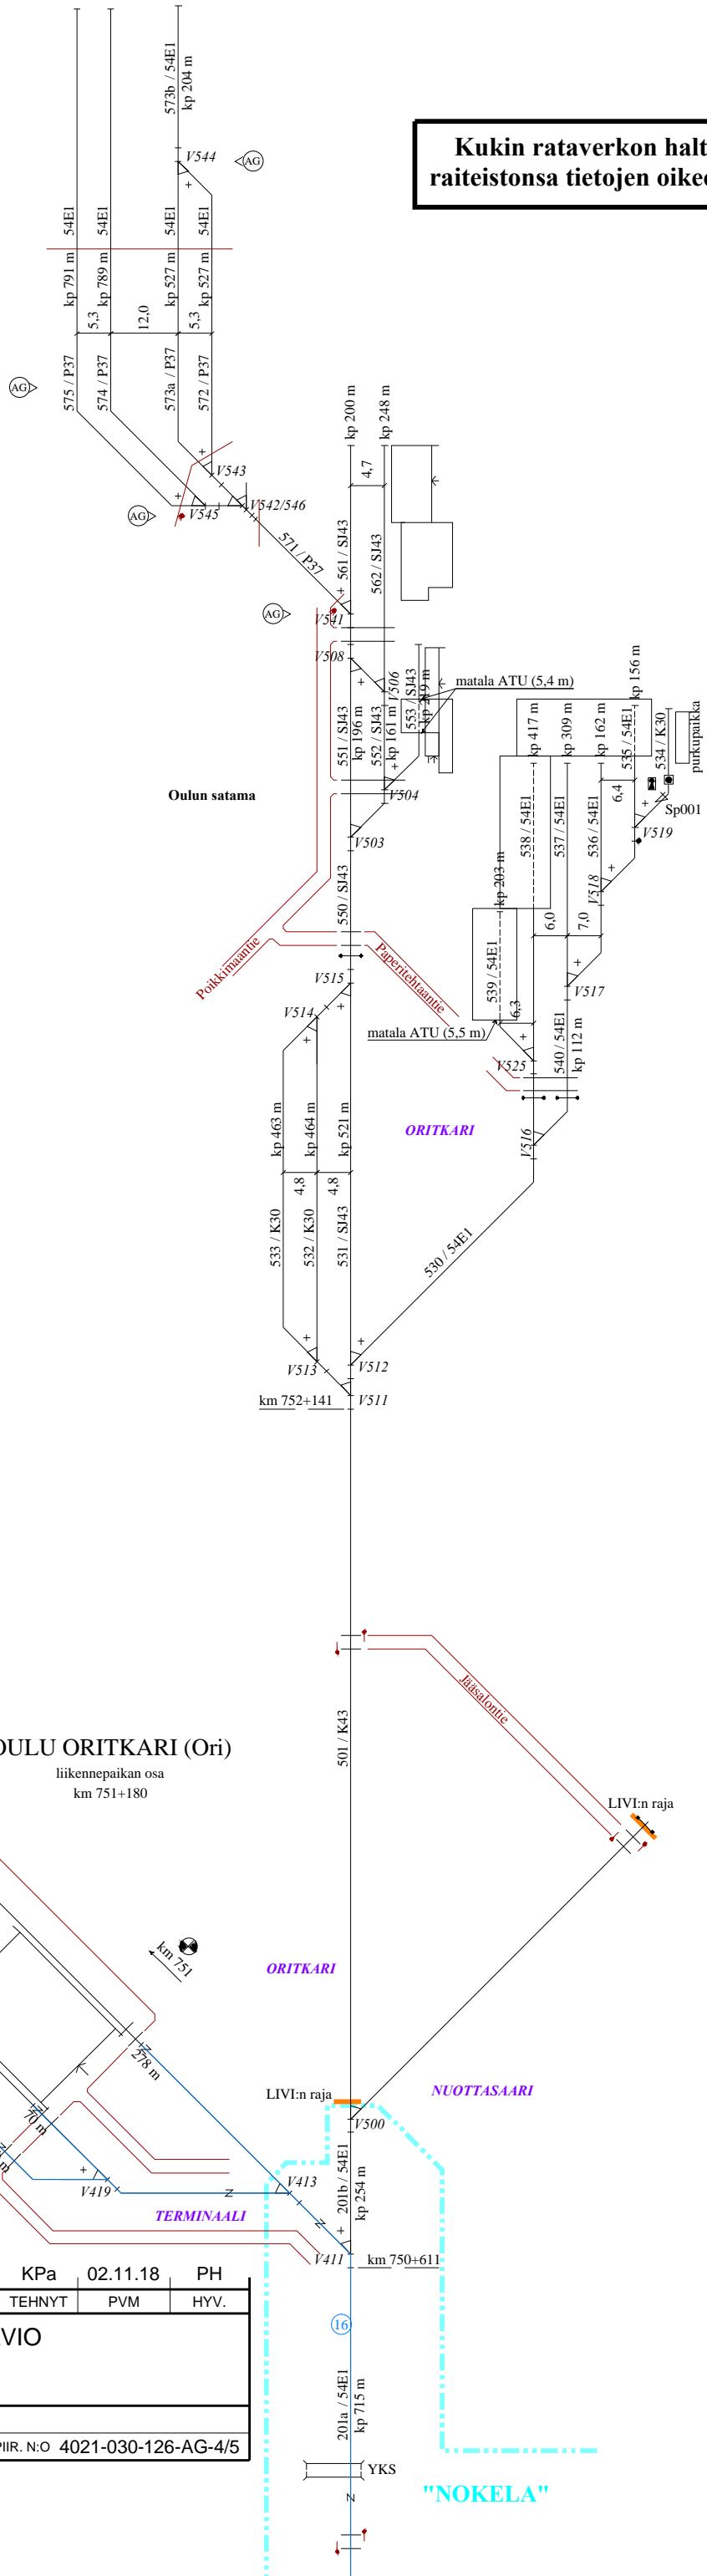 573b / 54E1
kp 204 m
V544
AG
Kukin rataverkon
raiteistonsa tietojen
kp 791 m 54E1
kp 789 m 54E1
kp 527 m 54E1
kp 527 m 54E1
5,3
12,0
5,3
AG
575 / P37
574 / P37
573a / P37
572 / P37
V543
V542/546
V545
AG
571 / P37
kp 200 m
kp 248 m
4,7
561 / SJ43
562 / SJ43
AG
V541
V508
V506
553 / SJ43
kp 219 m
matala ATU (5,4 m)
551 / SJ43
kp 196 m
552 / SJ43
kp 161 m
V504
V503
Oulun satama
kp 156 m
kp 417 m
kp 309 m
kp 162 m
535 / 54E1
534 / K30
purkupaikka
6,4
Sp001
V519
538 / 54E1
537 / 54E1
536 / 54E1
V518
kp 203 m
550 / SJ43
6,0
7,0
Poikkimaantie
Paperitehtaantie
539 / 54E1
V517
V515
V514
6,3
matala ATU (5,5 m)
540 / 54E1
kp 112 m
V525
ORITKARI
V516
kp 463 m
kp 464 m
kp 521 m
4,8
4,8
533 / K30
532 / K30
531 / SJ43
530 / 54E1
V513
V512
V511
km 752+141
Jääsalontie
501 / K43
OULU ORITKARI (Ori)
liikennepaikan osa
km 751+180
LIVI:n raja
km 751
ORITKARI
278 m
NUOTTASAARI
LIVI:n raja
V500
70 m
m
V419
V413
TERMINAALI
201b / 54E1
kp 254 m
V411
km 750+611
KPa 02.11.18 PH
TEHNYT PVM HYV.
16
201a / 54E1
kp 715 m
PIIR. N:O 4021-030-126-AG-4/5
YKS
"NOKELA"